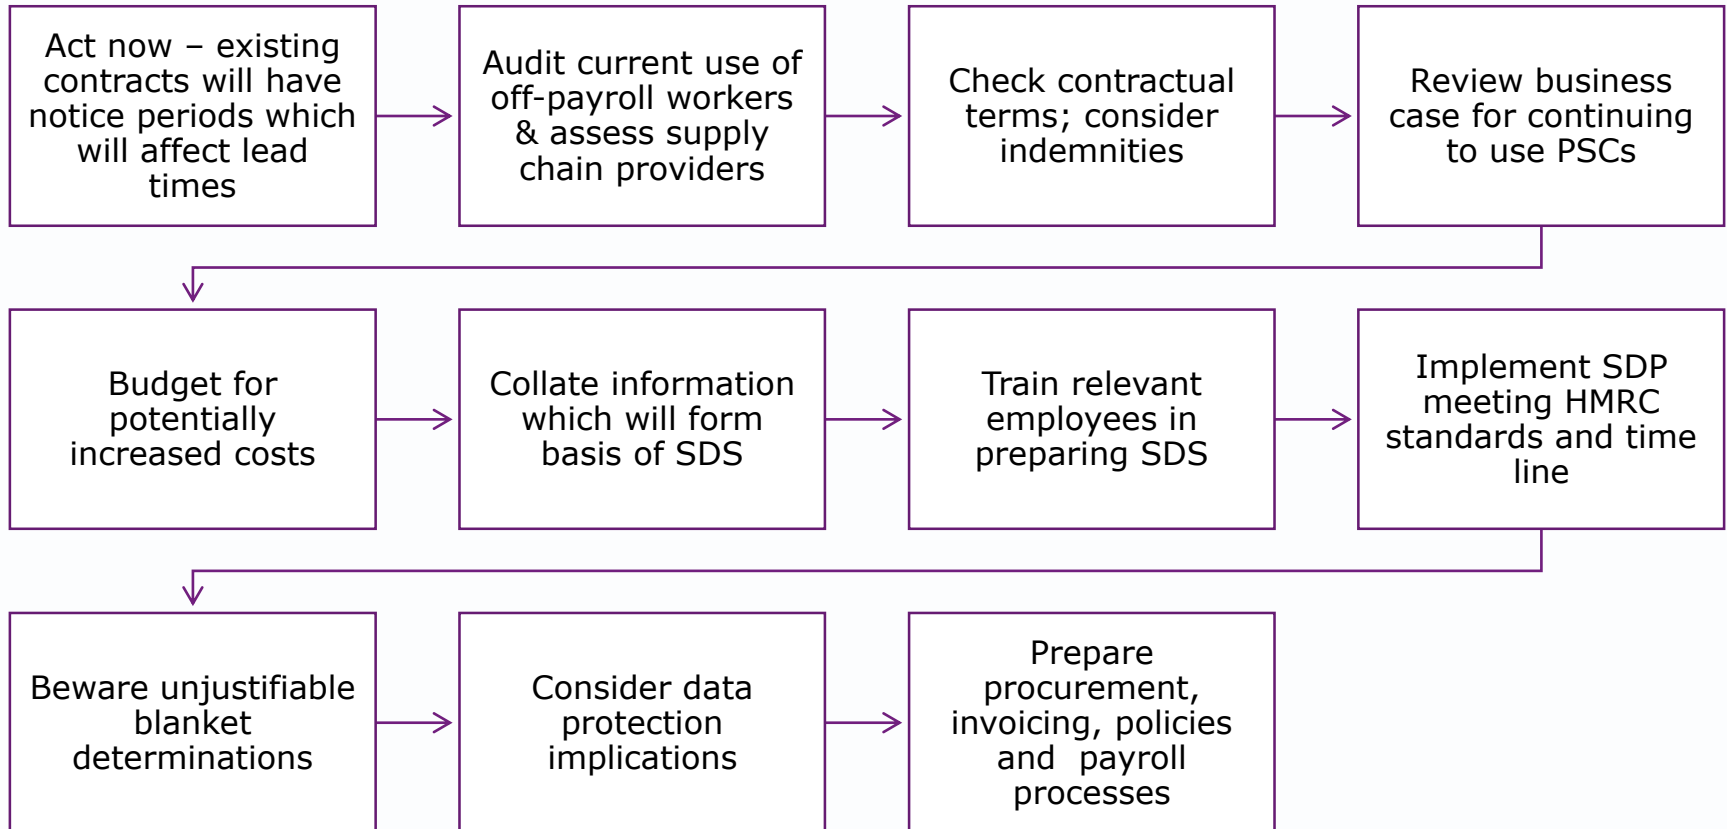 Act now – existing
contracts will have
notice periods which
will affect lead
times
Audit current use of
off-payroll workers
& assess supply
chain providers
Check contractual
terms; consider
indemnities
Review business
case for continuing
to use PSCs
Budget for
potentially
increased costs
Collate information
which will form
basis of SDS
Train relevant
employees in
preparing SDS
Implement SDP
meeting HMRC
standards and time
line
Beware unjustifiable
blanket
determinations
Consider data
protection
implications
Prepare
procurement,
invoicing, policies
and payroll
processes